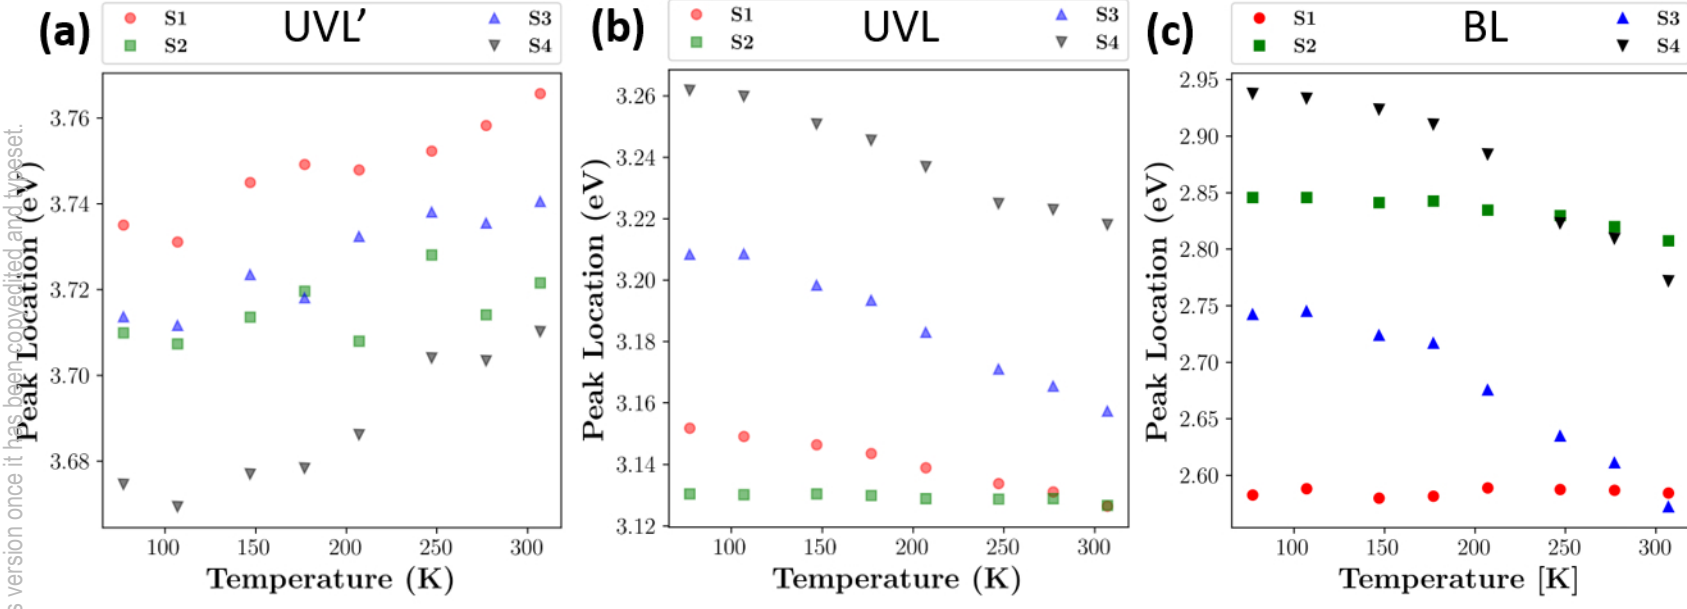 (a)
S1
S2
UVL’
S3
S4
Peak Location (eV)
3.76
3.74
3.72
3.70
3.68
100
150
200
250
300
Temperature (K)
(b)
S1
S2
UVL
S3
S4
Peak Location (eV)
3.26
3.24
3.22
3.20
3.18
3.16
3.14
3.12
100
150
200
250
300
Temperature (K)
(c)
S1
S2
BL
S3
S4
Peak Location (eV)
2.95
2.90
2.85
2.80
2.75
2.70
2.65
2.60
100
150
200
250
300
Temperature [K]
version once it has been copyedited and typeset.